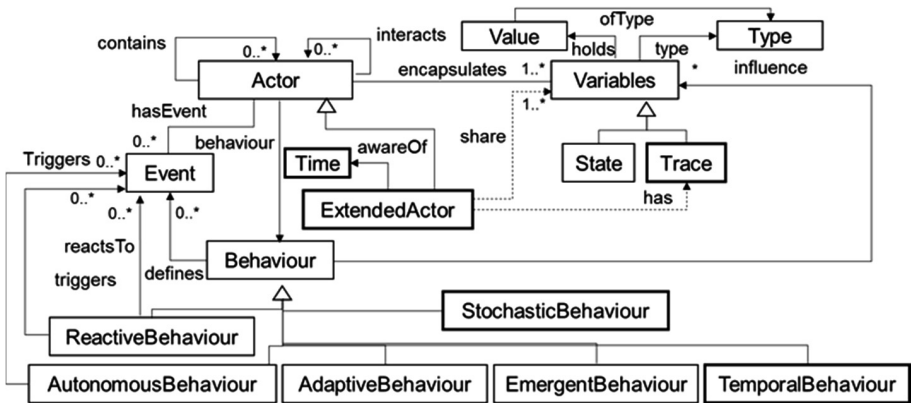 ofType
contains
interacts
Value
Type
0..*
0..*
holds
type
Actor
encapsulates
1..*
Variables
*
influence
hasEvent
1..*
0..*
behaviour
share
Triggers
0..*
awareOf
Event
Time
State
Trace
0..*
0..*
0..*
ExtendedActor
has
reactsTo
triggers
defines
Behaviour
StochasticBehaviour
ReactiveBehaviour
AutonomousBehaviour
AdaptiveBehaviour
EmergentBehaviour
TemporalBehaviour